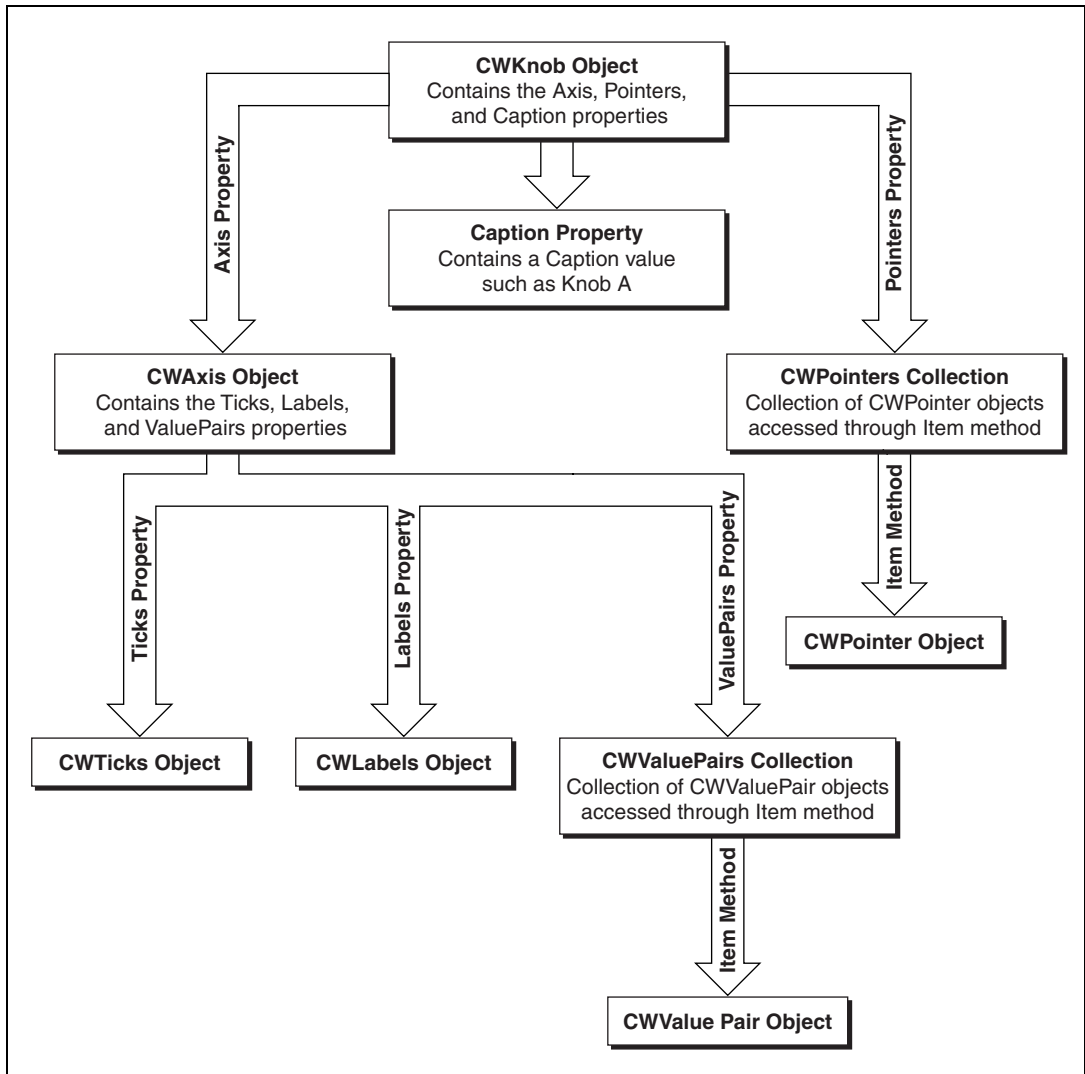 CWKnob Object
Contains the Axis, Pointers,
and Caption properties
Axis Property
Pointers Property
Caption Property
Contains a Caption value
such as Knob A
CWAxis Object
Contains the Ticks, Labels,
and ValuePairs properties
CWPointers Collection
Collection of CWPointer objects
accessed through Item method
Ticks Property
Labels Property
ValuePairs Property
Item Method
CWPointer Object
CWTicks Object
CWLabels Object
CWValuePairs Collection
Collection of CWValuePair objects
accessed through Item method
Item Method
CWValue Pair Object